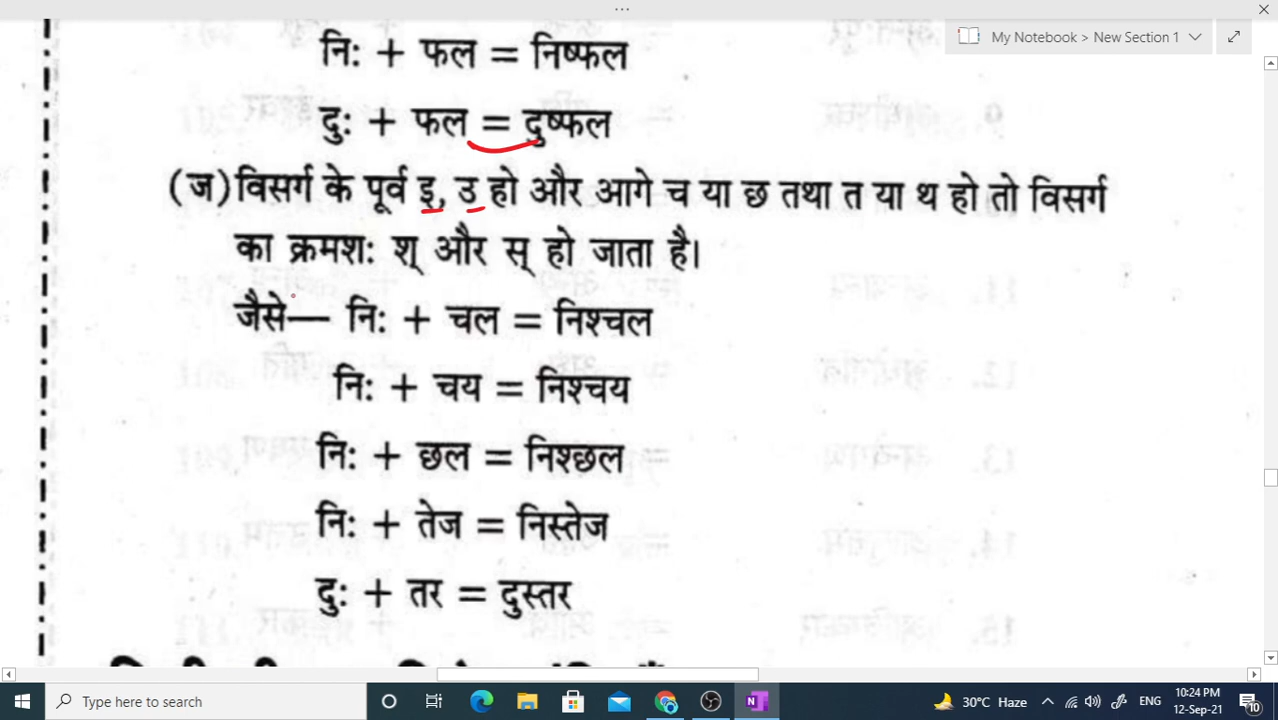 ...
My Notebook > New Section 1
निः + फल = निष्फल
दुः + फल = दुष्फल
(ज) विसर्ग के पूर्व इ, उ हो और आगे च या छ तथा त या थ हो तो विसर्ग
का क्रमशः श् और स् हो जाता है।
जैसे— निः + चल = निश्चल
निः + चय = निश्चय
निः + छल = निश्छल
निः + तेज = निस्तेज
दुः + तर = दुस्तर
Type here to search
30°C Haze
ENG
10:24 PM
12-Sep-21
10